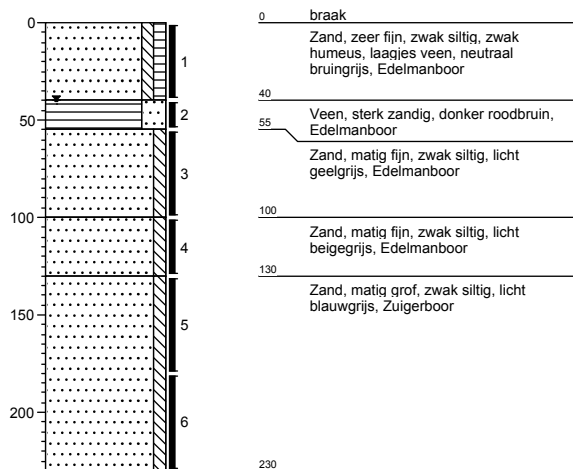 0
50
100
150
200
1
2
3
4
5
6
0
braak
Zand, zeer fijn, zwak siltig, zwak
humeus, laagjes veen, neutraal
bruingrijs, Edelmanboor
40
Veen, sterk zandig, donker roodbruin,
Edelmanboor
55
Zand, matig fijn, zwak siltig, licht
geelgrijs, Edelmanboor
100
Zand, matig fijn, zwak siltig, licht
beigegrijs, Edelmanboor
130
Zand, matig grof, zwak siltig, licht
blauwgrijs, Zuigerboor
230